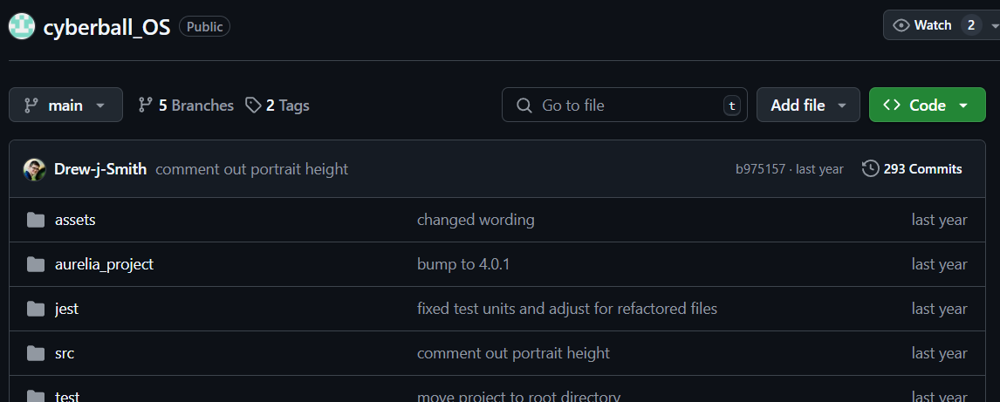 cyberball_OS Public Watch 2
main 5 Branches 2 Tags Go to file t Add file Code
Drew-j-Smith comment out portrait height b975157 · last year 293 Commits
assets changed wording last year
aurelia_project bump to 4.0.1 last year
jest fixed test units and adjust for refactored files last year
src comment out portrait height last year
test move project to root directory last year